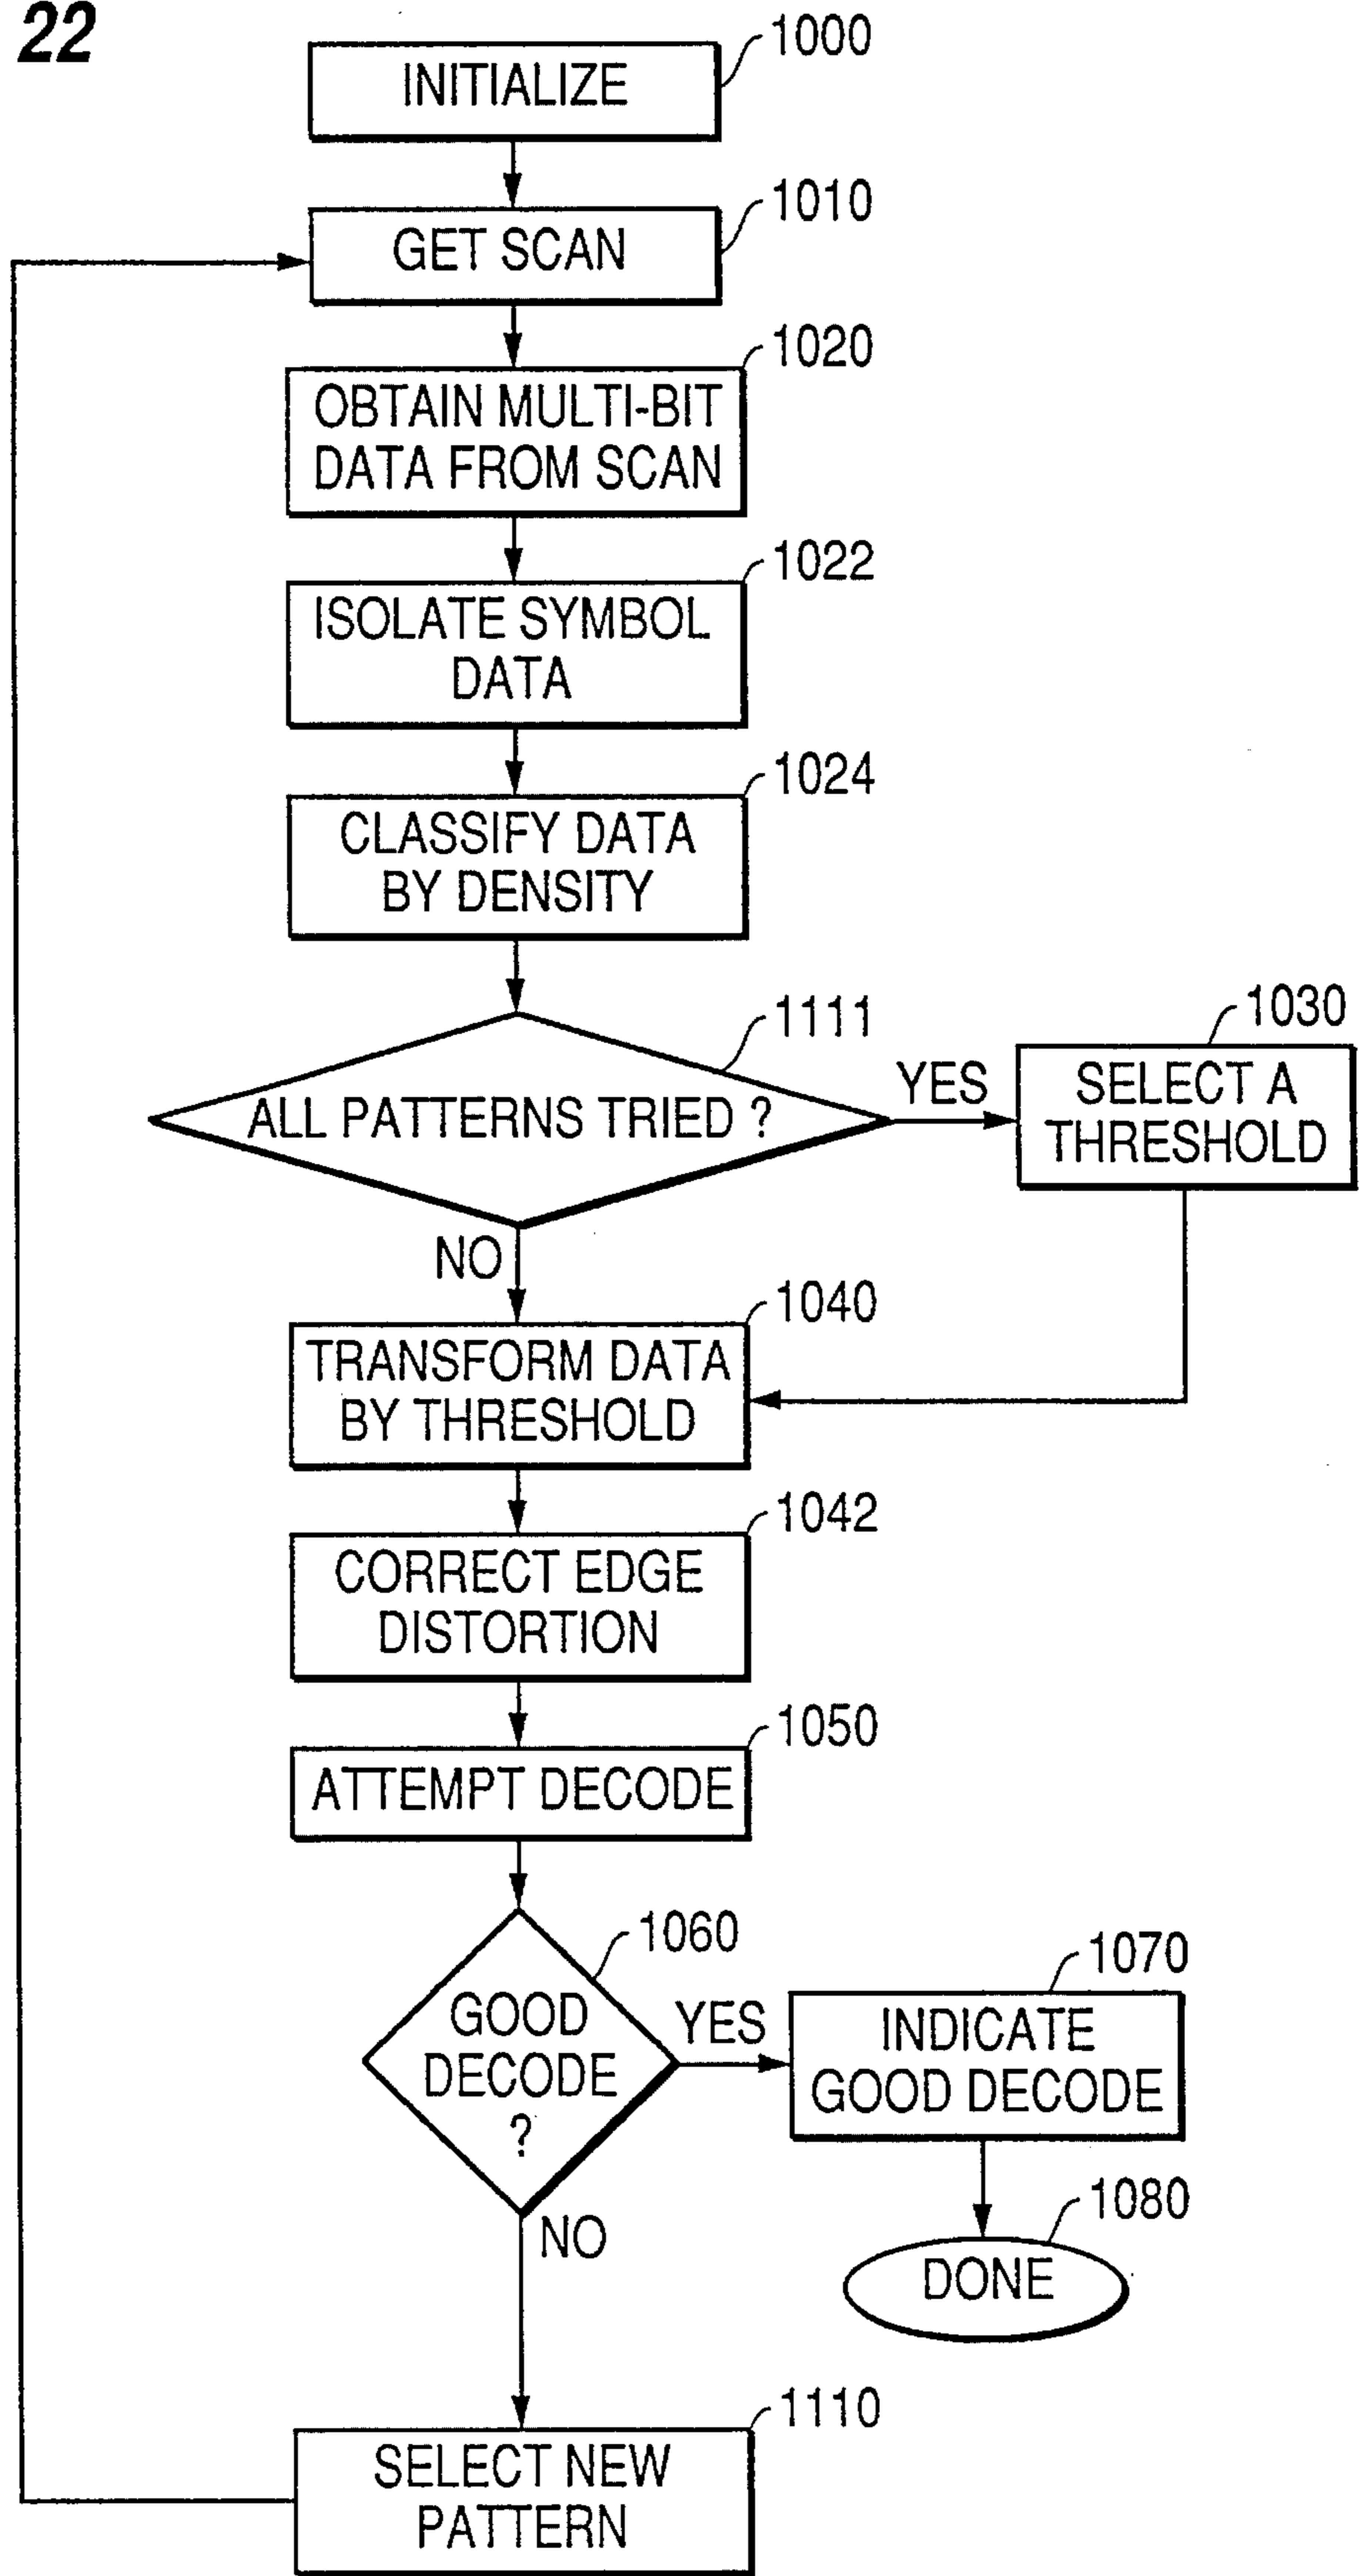 22
1000
INITIALIZE
1010
GET SCAN
1020
OBTAIN MULTI-BIT
DATA FROM SCAN
1022
ISOLATE SYMBOL
DATA
1024
CLASSIFY DATA
BY DENSITY
1111
ALL PATTERNS TRIED ?
YES
1030
SELECT A
THRESHOLD
NO
1040
TRANSFORM DATA
BY THRESHOLD
1042
CORRECT EDGE
DISTORTION
1050
ATTEMPT DECODE
1060
GOOD
DECODE
?
YES
1070
INDICATE
GOOD DECODE
1080
DONE
NO
1110
SELECT NEW
PATTERN